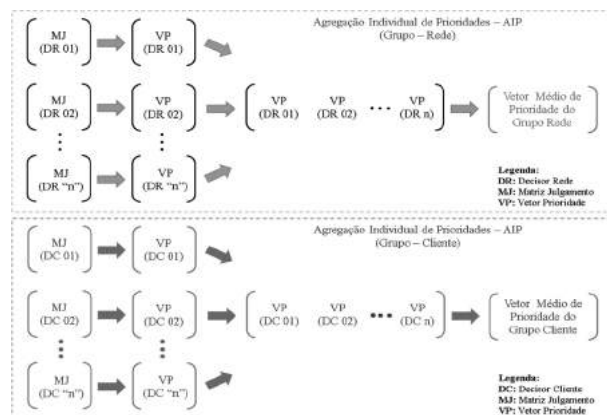 Agregação Individual de Prioridades – AIP
(Grupo – Rede)
MJ
(DR 01)
VP
(DR 01)
MJ
(DR 02)
VP
(DR 02)
MJ
(DR “n”)
VP
(DR “n”)
VP
(DR 01)
VP
(DR 02)
VP
(DR n)
Vetor Médio de
Prioridade do
Grupo Rede
Legenda:
DR: Decisor Rede
MJ: Matriz Julgamento
VP: Vetor Prioridade
Agregação Individual de Prioridades – AIP
(Grupo – Cliente)
MJ
(DC 01)
VP
(DC 01)
MJ
(DC 02)
VP
(DC 02)
MJ
(DC “n”)
VP
(DC “n”)
VP
(DC 01)
VP
(DC 02)
VP
(DC n)
Vetor Médio de
Prioridade do
Grupo Cliente
Legenda:
DC: Decisor Cliente
MJ: Matriz Julgamento
VP: Vetor Prioridade